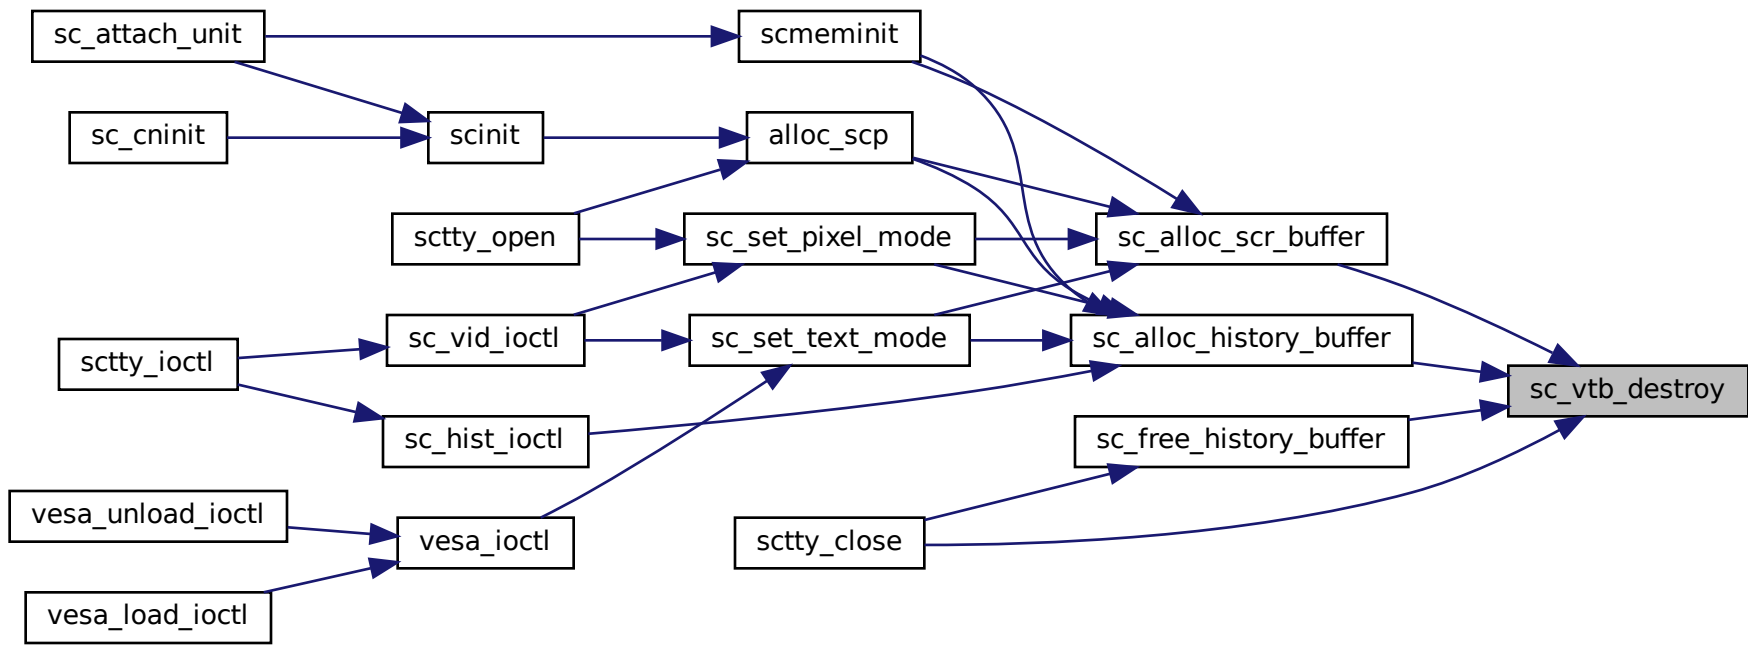 sc_attach_unit
scmeminit
sc_cninit
scinit
alloc_scp
sctty_open
sc_set_pixel_mode
sc_alloc_scr_buffer
sctty_ioctl
sc_vid_ioctl
sc_set_text_mode
sc_alloc_history_buffer
sc_vtb_destroy
sc_hist_ioctl
sc_free_history_buffer
vesa_unload_ioctl
vesa_ioctl
sctty_close
vesa_load_ioctl